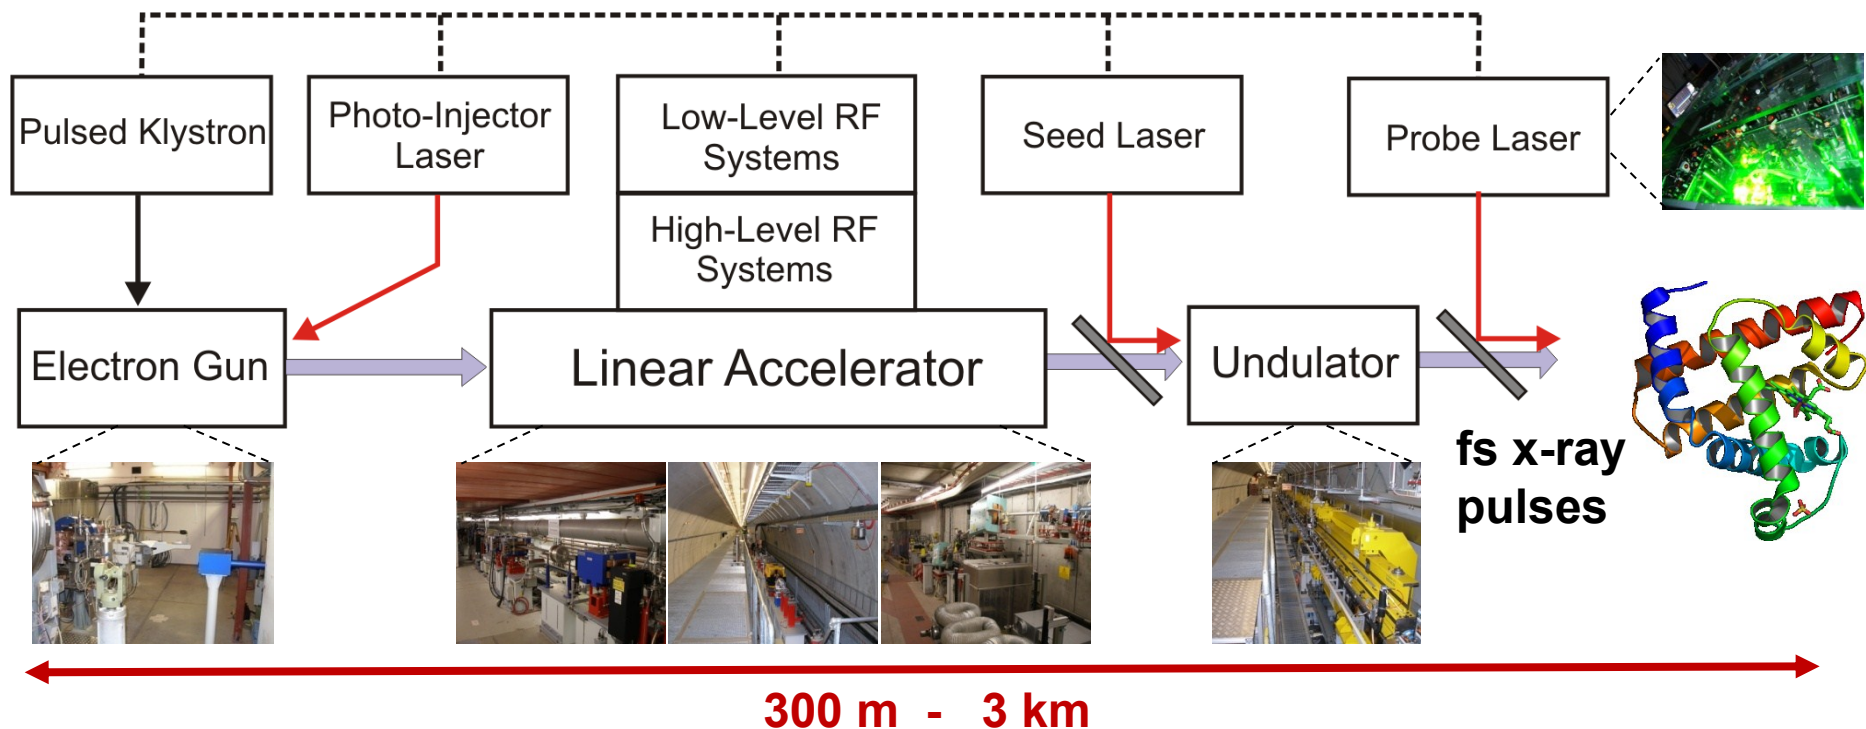 Pulsed Klystron
Photo-Injector
Laser
Low-Level RF
Systems
High-Level RF
Systems
Seed Laser
Probe Laser
Electron Gun
Linear Accelerator
Undulator
fs x-ray
pulses
300 m - 3 km